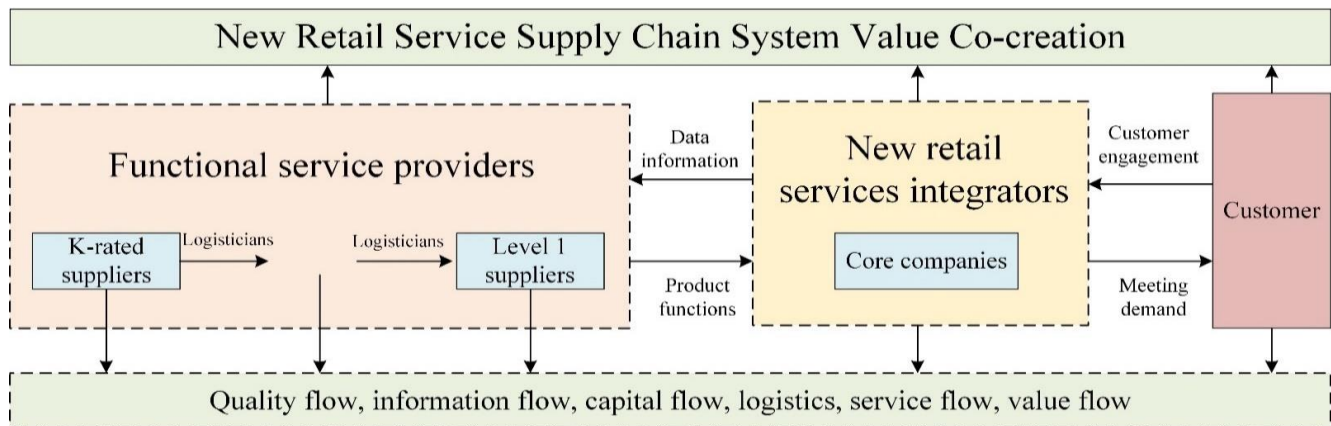 New Retail Service Supply Chain System Value Co-creation
Functional service providers
K-rated
suppliers
Logisticians
Logisticians
Level 1
suppliers
Data
information
Product
functions
New retail
services integrators
Core companies
Customer
engagement
Meeting
demand
Customer
Quality flow, information flow, capital flow, logistics, service flow, value flow